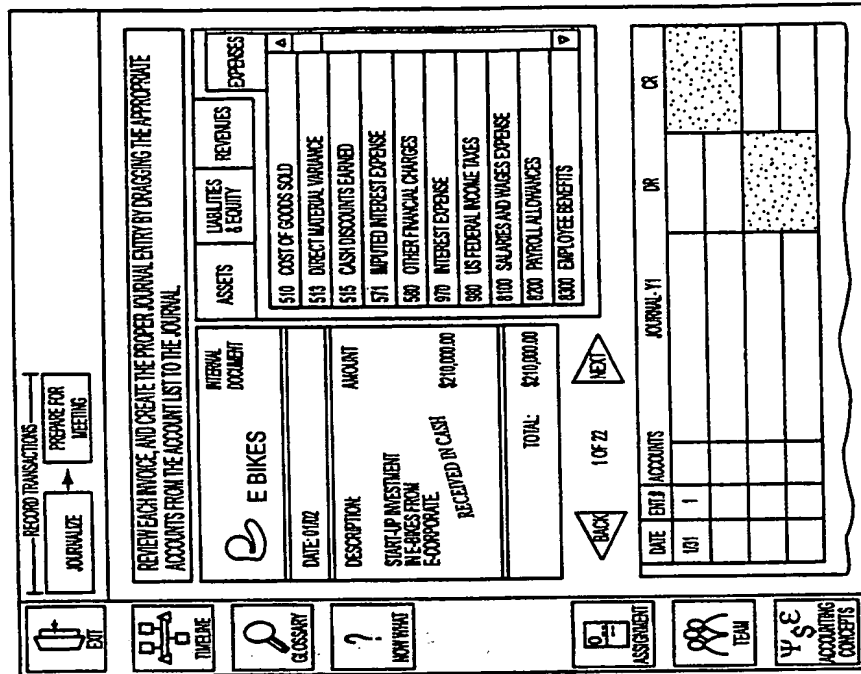 RECORD TRANSACTIONS
JOURNALIZE
PREPARE FOR
MEETING
EXIT
TIMELINE
GLOSSARY
?
NOW WHAT
ASSIGNMENT
TEAM
¥ $ £
ACCOUNTING
CONCEPTS
REVIEW EACH INVOICE, AND CREATE THE PROPER JOURNAL ENTRY BY DRAGGING THE APPROPRIATE
ACCOUNTS FROM THE ACCOUNT LIST TO THE JOURNAL.
E BIKES
INTERNAL
DOCUMENT
DATE: 01/02
DESCRIPTION: AMOUNT
START-UP INVESTMENT
IN E-BIKES FROM
E-CORPORATE $210,000.00
RECEIVED IN CASH
TOTAL: $210,000.00
ASSETS
LIABILITES
& EQUITY
REVENUES
EXPENSES
510 COST OF GOODS SOLD
513 DIRECT MATERIAL VARIANCE
515 CASH DISCOUNTS EARNED
571 IMPUTED INTEREST EXPENSE
580 OTHER FINANCIAL CHARGES
970 INTEREST EXPENSE
980 US FEDERAL INCOME TAXES
8100 SALARIES AND WAGES EXPENSE
8200 PAYROLL ALLOWANCES
8300 EMPLOYEE BENEFITS
BACK
1 OF 22
NEXT
DATE ENT.# ACCOUNTS JOURNAL - Y1 DR CR
1/31 1